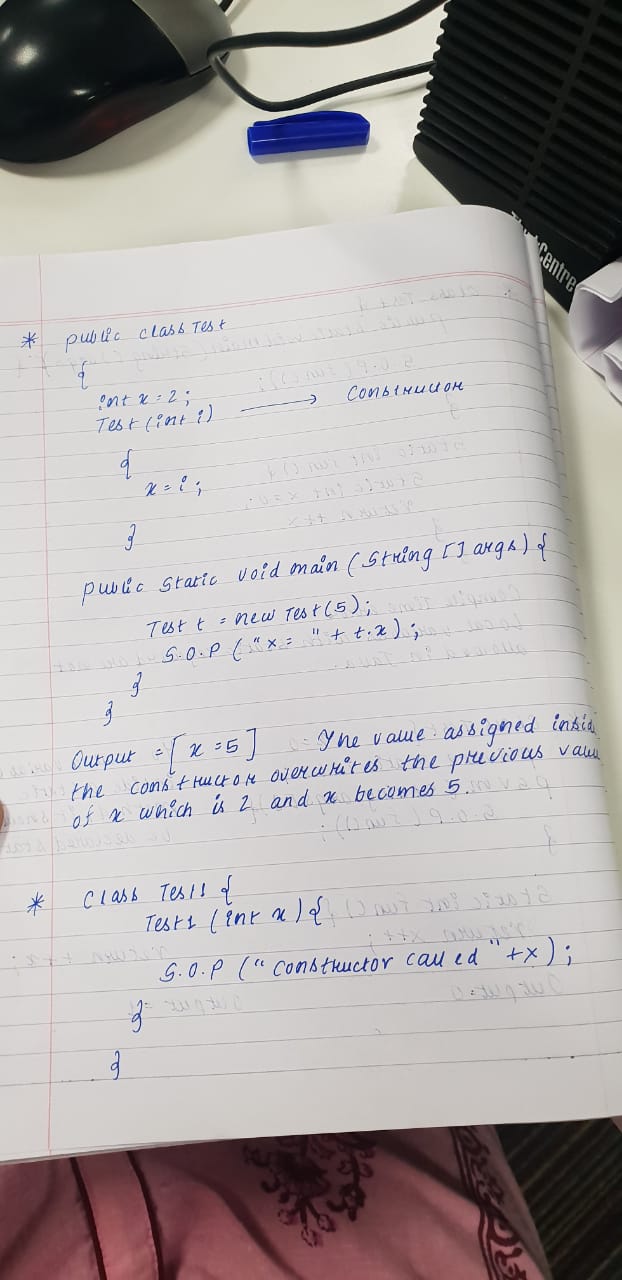 Centre
* public class Test
{
int x = 2;
Test (int i) ⟶ Constructor
{
x = i;
}
public static void main (String [] args) {
Test t = new Test (5);
S.O.P ("x = " + t.x);
}
}
Output = [x = 5] The value assigned
the constructor overwrites the previous
of x which is 2 and x becomes 5.
* Class Test1 {
Test1 (int x) {
S.O.P ("Constructor called " + x);
}
}